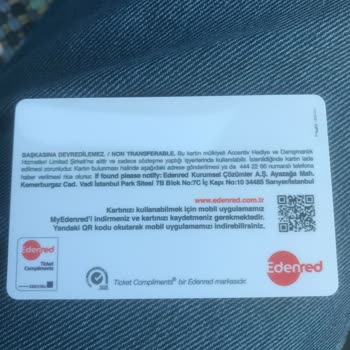 BAŞKASINA DEVREDİLEMEZ. / NON TRANSFERABLE. Bu kartın mülkiyeti Accentiv Hediye ve Danışmanlık
Hizmetleri Limited Şirketi'ne aittir ve sadece sözleşme yaptığı işyerlerinde kullanılabilir. İstenildiğinde kartın iade
edilmesi zorunludur. Kartın bulunması halinde aşağıdaki adrese gönderilmesi ya da 444 22 66 numaralı telefona
haber verilmesi rica olunur. If found please notify: Edenred Kurumsal Çözümler A.Ş. Ayazağa Mah.
Kemerburgaz Cad. Vadi İstanbul Park Sitesi 7B Blok No:7C İç Kapı No:10 34485 Sarıyer/İstanbul
www.edenred.com.tr
Kartınızı kullanabilmek için mobil uygulamamız
MyEdenred'i indirmeniz ve kartınızı kaydetmeniz gerekmektedir.
Yandaki QR kodu okutarak mobil uygulamamızı indirebilirsiniz.
Edenred
Ticket
Compliments
Ticket Compliments® bir Edenred markasıdır.
Edenred